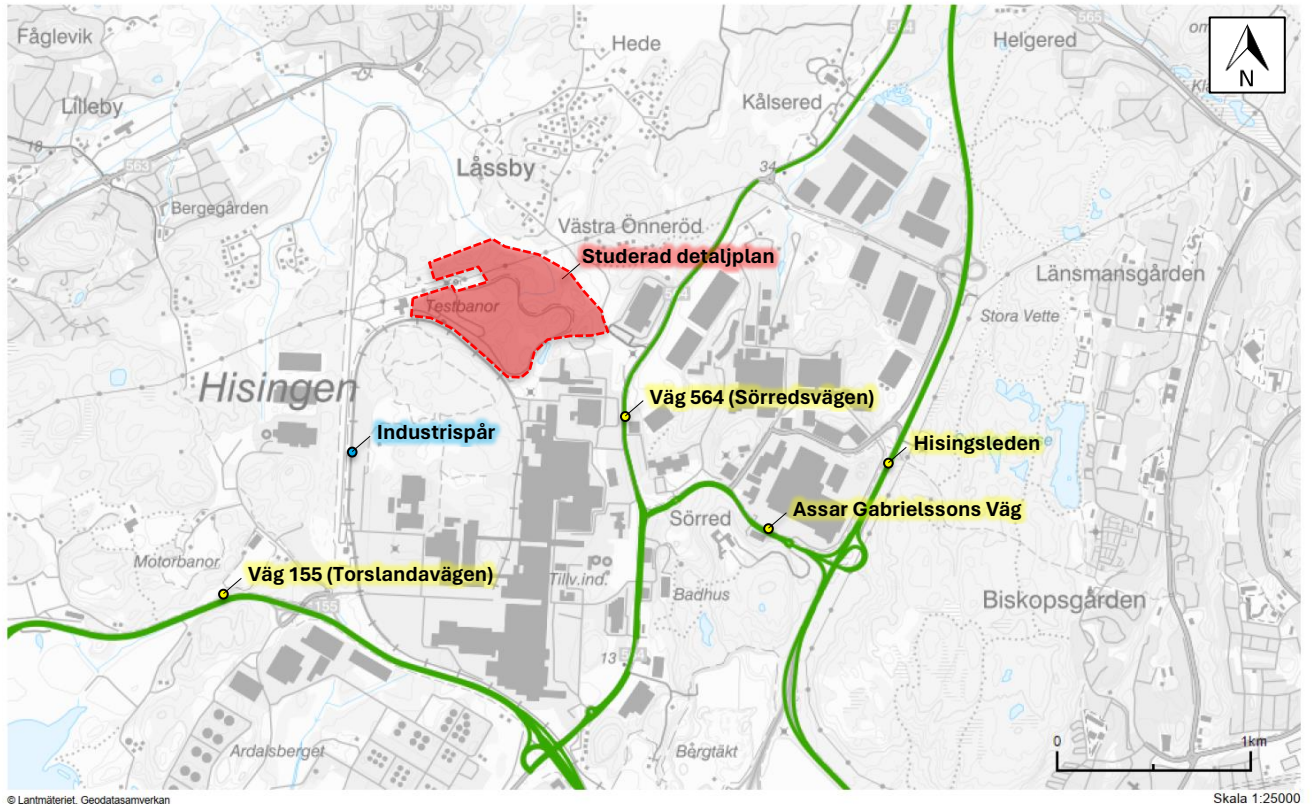 563
565
Fåglevik
Hede
564
Helgered
N
Lilleby
Kålsered
18
563
Låssby
34
Bergegården
Västra Önneröd
Studerad detaljplan
Länsmansgården
Testbanor
Stora Vette
Hisingen
Väg 564 (Sörredsvägen)
Industrispår
Hisingsleden
Assar Gabrielssons Väg
Sörred
Motorbanor
Väg 155 (Torslandavägen)
Tillv.ind.
Badhus
155
Biskopsgården
13
Ardalsberget
Bergtäkt
0
1km
© Lantmäteriet, Geodatasamverkan
Skala 1:25000